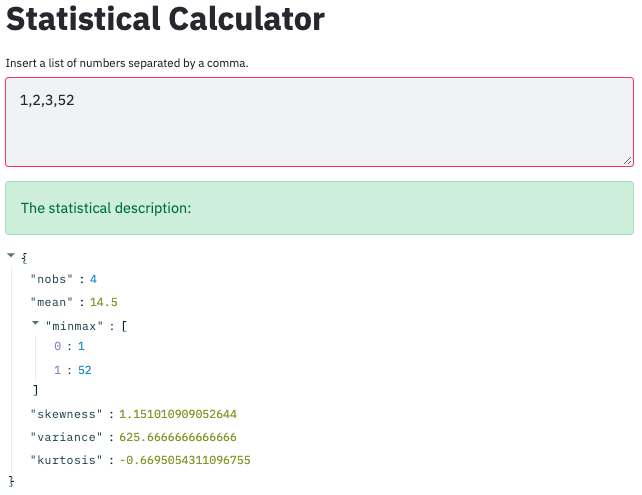 Statistical Calculator
Insert a list of numbers separated by a comma.
1,2,3,52
The statistical description:
{
"nobs" : 4
"mean" : 14.5
"minmax" : [
0 : 1
1 : 52
]
"skewness" : 1.151010909052644
"variance" : 625.6666666666666
"kurtosis" : -0.6695054311096755
}